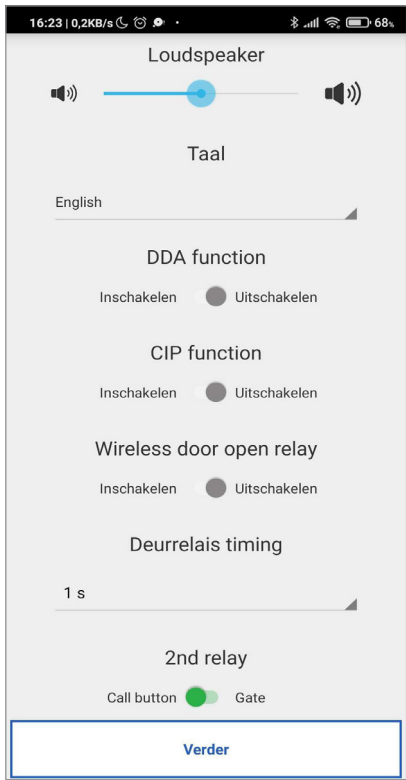 16:23 | 0,2KB/s 68%
Loudspeaker
Taal
English
DDA function
Inschakelen Uitschakelen
CIP function
Inschakelen Uitschakelen
Wireless door open relay
Inschakelen Uitschakelen
Deurrelais timing
1 s
2nd relay
Call button Gate
Verder